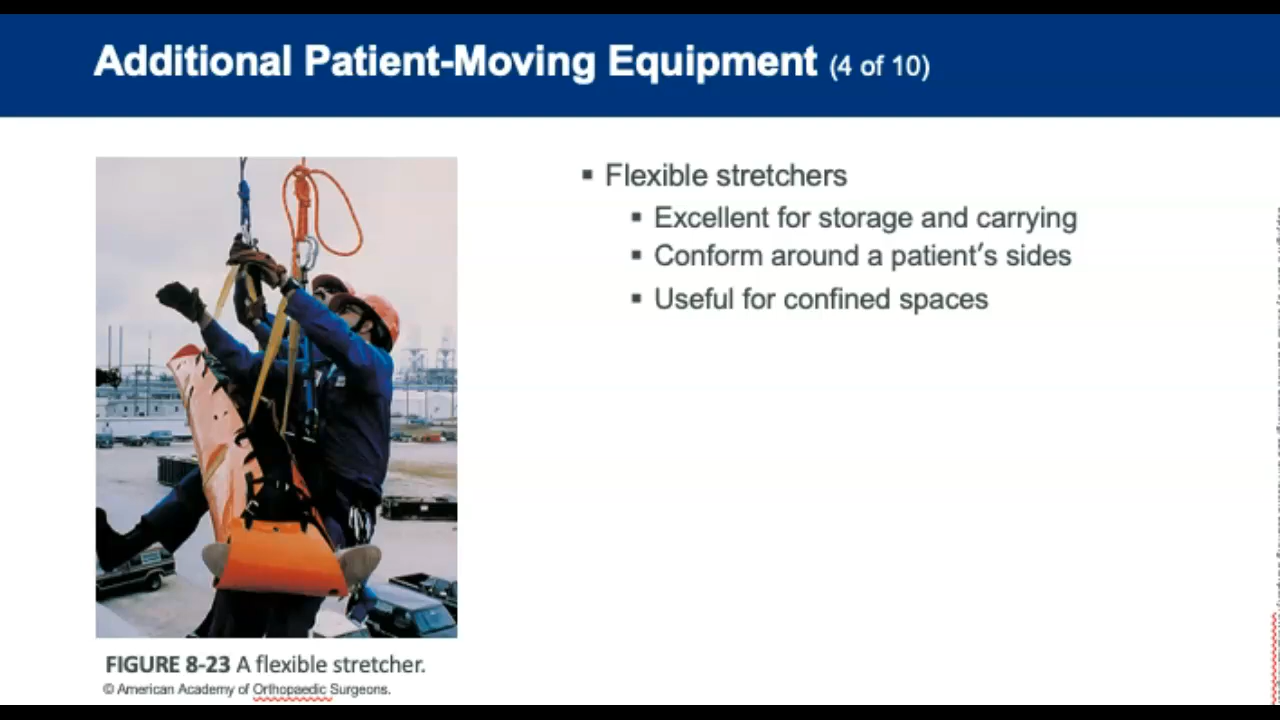 Additional Patient-Moving Equipment (4 of 10)
▪ Flexible stretchers
▪ Excellent for storage and carrying
▪ Conform around a patient's sides
▪ Useful for confined spaces
FIGURE 8-23 A flexible stretcher.
© American Academy of Orthopaedic Surgeons.